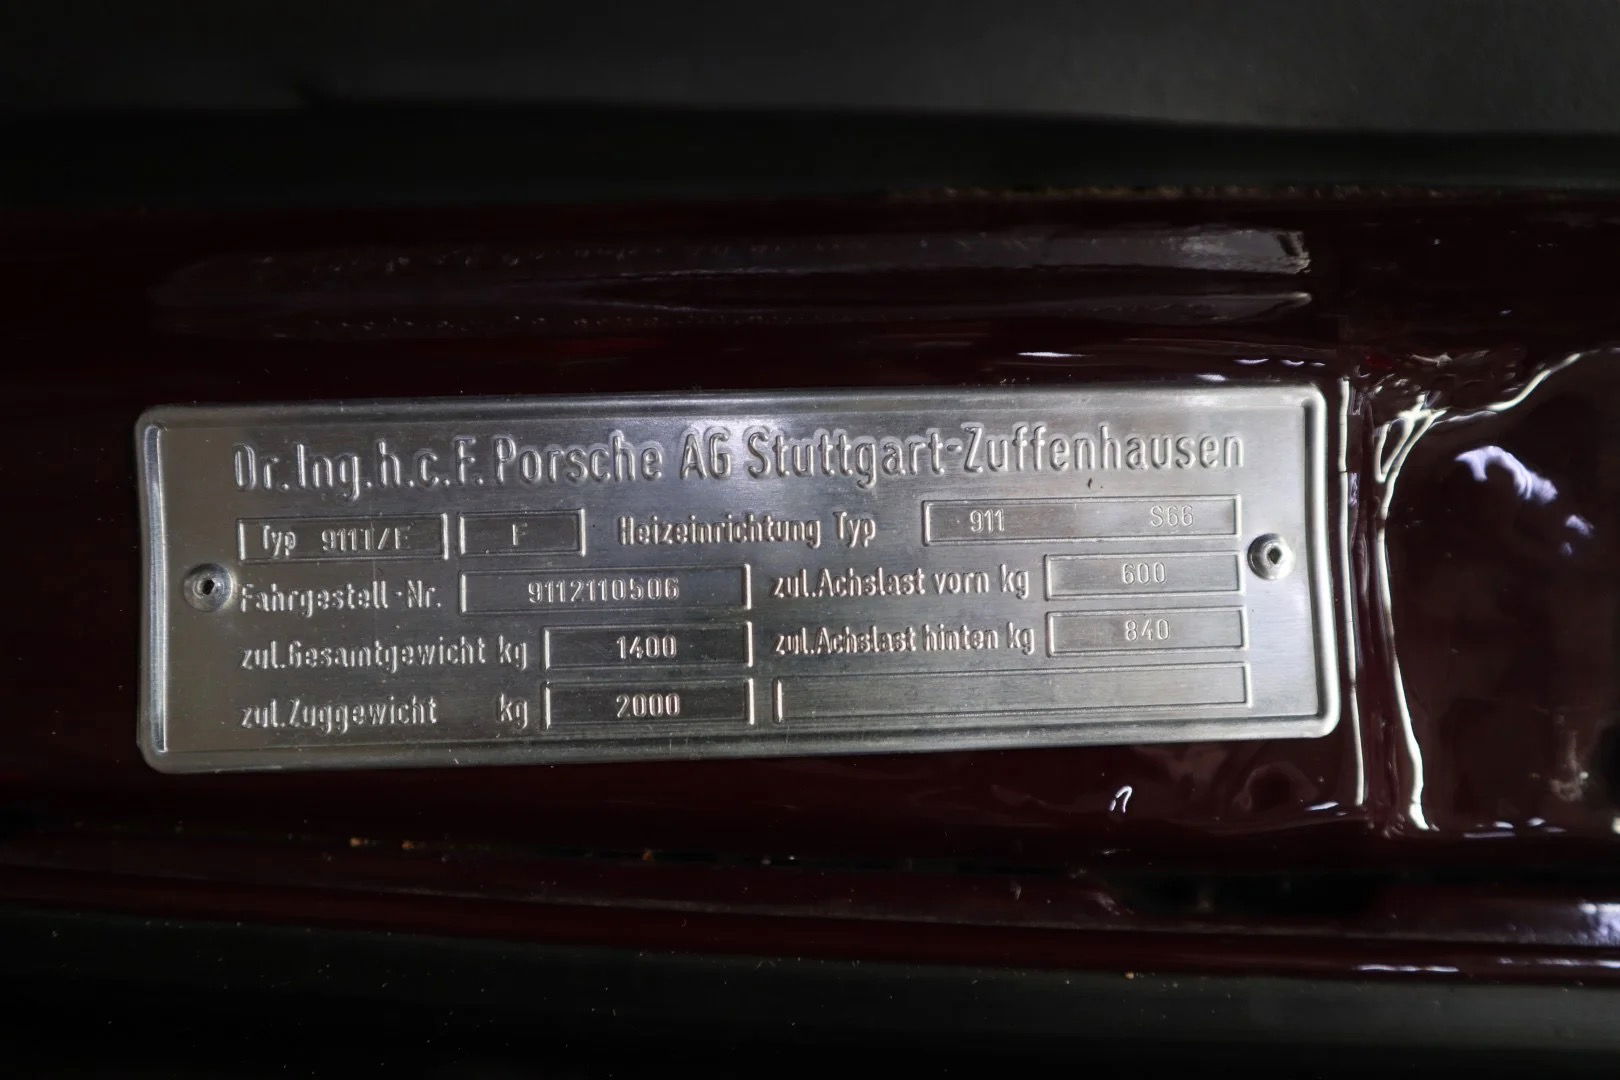 Dr. Ing. h. c. F. Porsche AG Stuttgart-Zuffenhausen
Typ 911T/E F Heizeinrichtung Typ 911 S66
Fahrgestell-Nr. 9112110506 zul. Achslast vorn kg 600
zul. Gesamtgewicht kg 1400 zul. Achslast hinten kg 840
zul. Zuggewicht kg 2000